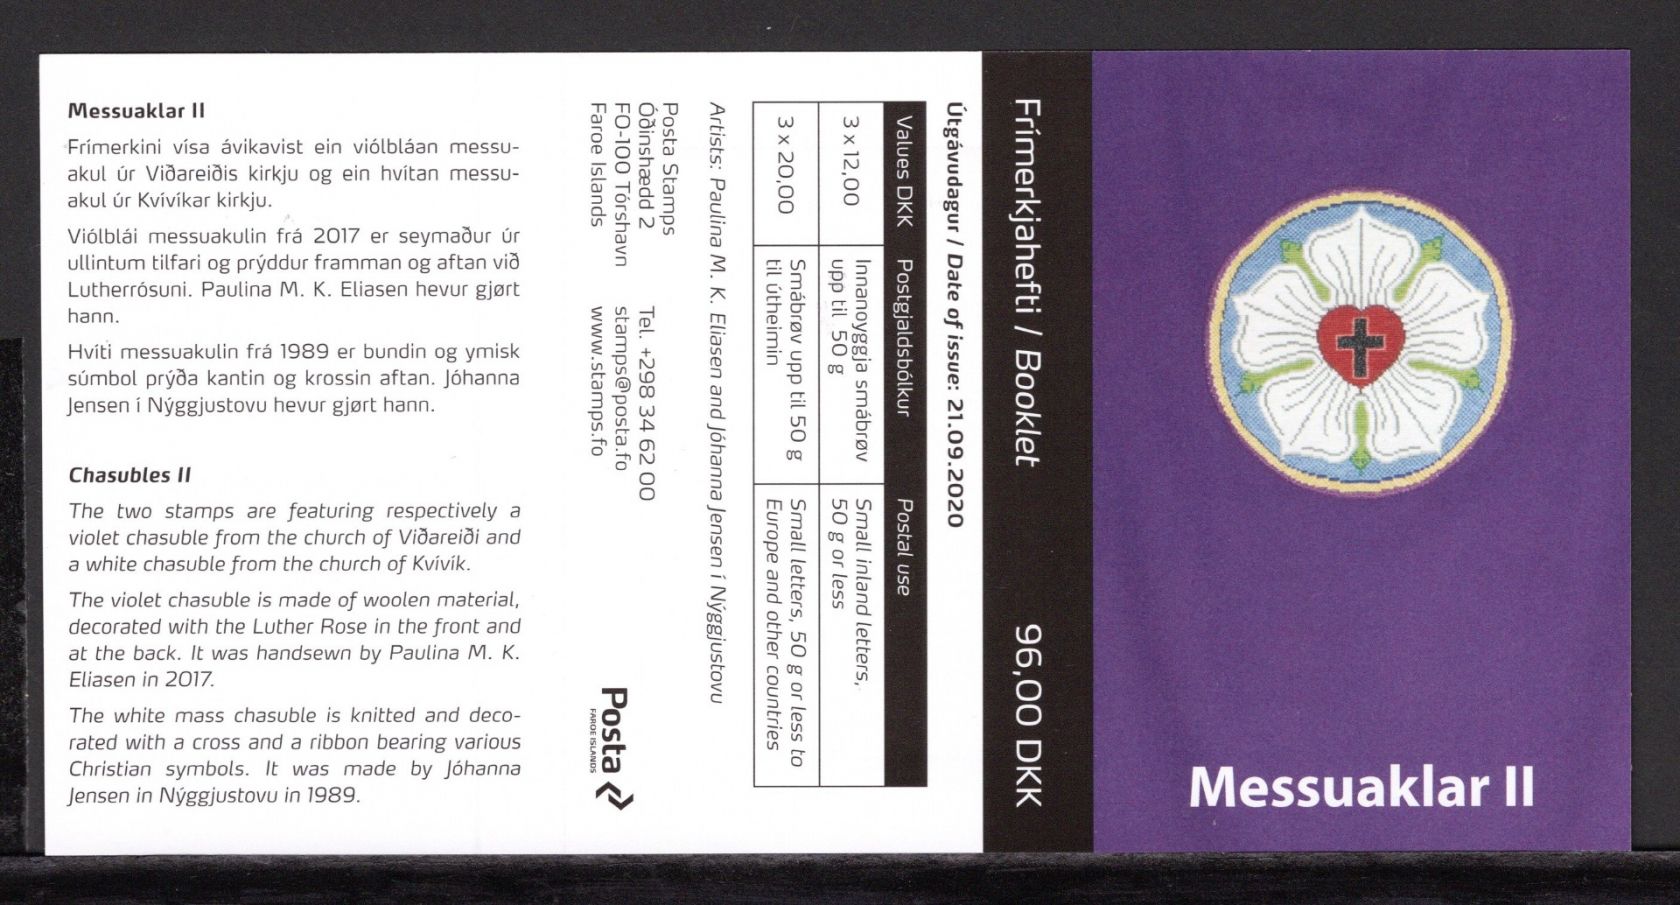 Messuaklar II
Frímerkini vísa ávikavist ein viólbláan messu-
akul úr Viðareiðis kirkju og ein hvítan messu-
akul úr Kvívíkar kirkju.
Viólblái messuakulin frá 2017 er seymaður úr
ullintum tilfari og prýddur framman og aftan við
Lutherrósuni. Paulina M. K. Eliasen hevur gjørt
hann.
Hvíti messuakulin frá 1989 er bundin og ymisk
súmbol prýða kantin og krossin aftan. Jóhanna
Jensen í Nýggjustovu hevur gjørt hann.
Chasubles II
The two stamps are featuring respectively a
violet chasuble from the church of Viðareiði and
a white chasuble from the church of Kvívík.
The violet chasuble is made of woolen material,
decorated with the Luther Rose in the front and
at the back. It was handsewn by Paulina M. K.
Eliasen in 2017.
The white mass chasuble is knitted and deco-
rated with a cross and a ribbon bearing various
Christian symbols. It was made by Jóhanna
Jensen in Nýggjustovu in 1989.
Útgávudagur / Date of issue: 21.09.2020
Values DKK Postgjaldsbólkur Postal use
3 x 12,00 Innanoyggja smábrøv Small inland letters,
upp til 50 g 50 g or less
3 x 20,00 Smábrøv upp til 50 g Small letters, 50 g or less to
til útheimin Europe and other countries
Artists: Paulina M. K. Eliasen and Jóhanna Jensen í Nýggjustovu
Posta Stamps
Óðinshædd 2 Tel. +298 34 62 00
FO-100 Tórshavn stamps@posta.fo
Faroe Islands www.stamps.fo
Posta
FAROE ISLANDS
Frímerkjahefti / Booklet 96,00 DKK
Messuaklar II